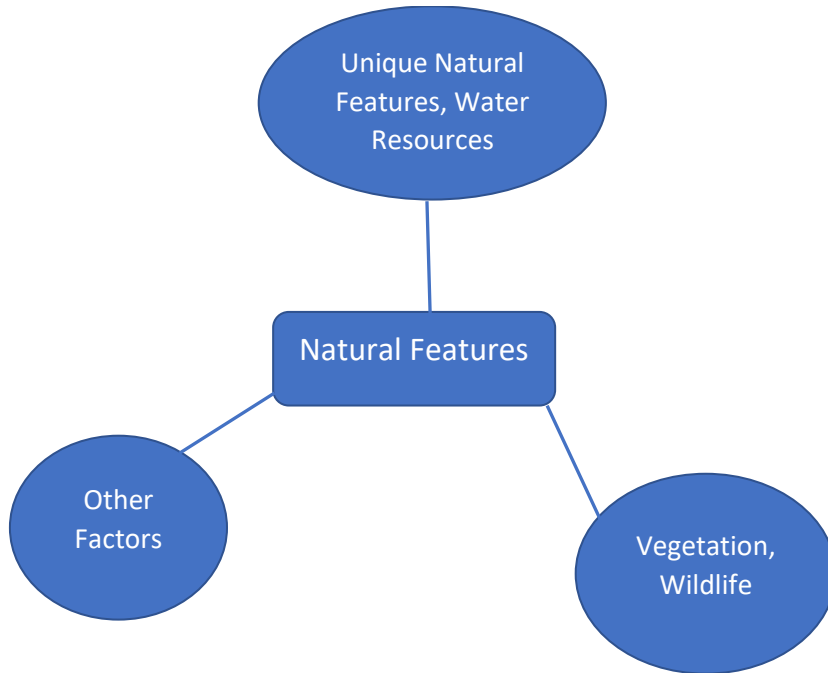 Unique Natural
Features, Water
Resources
Natural Features
Other
Factors
Vegetation,
Wildlife